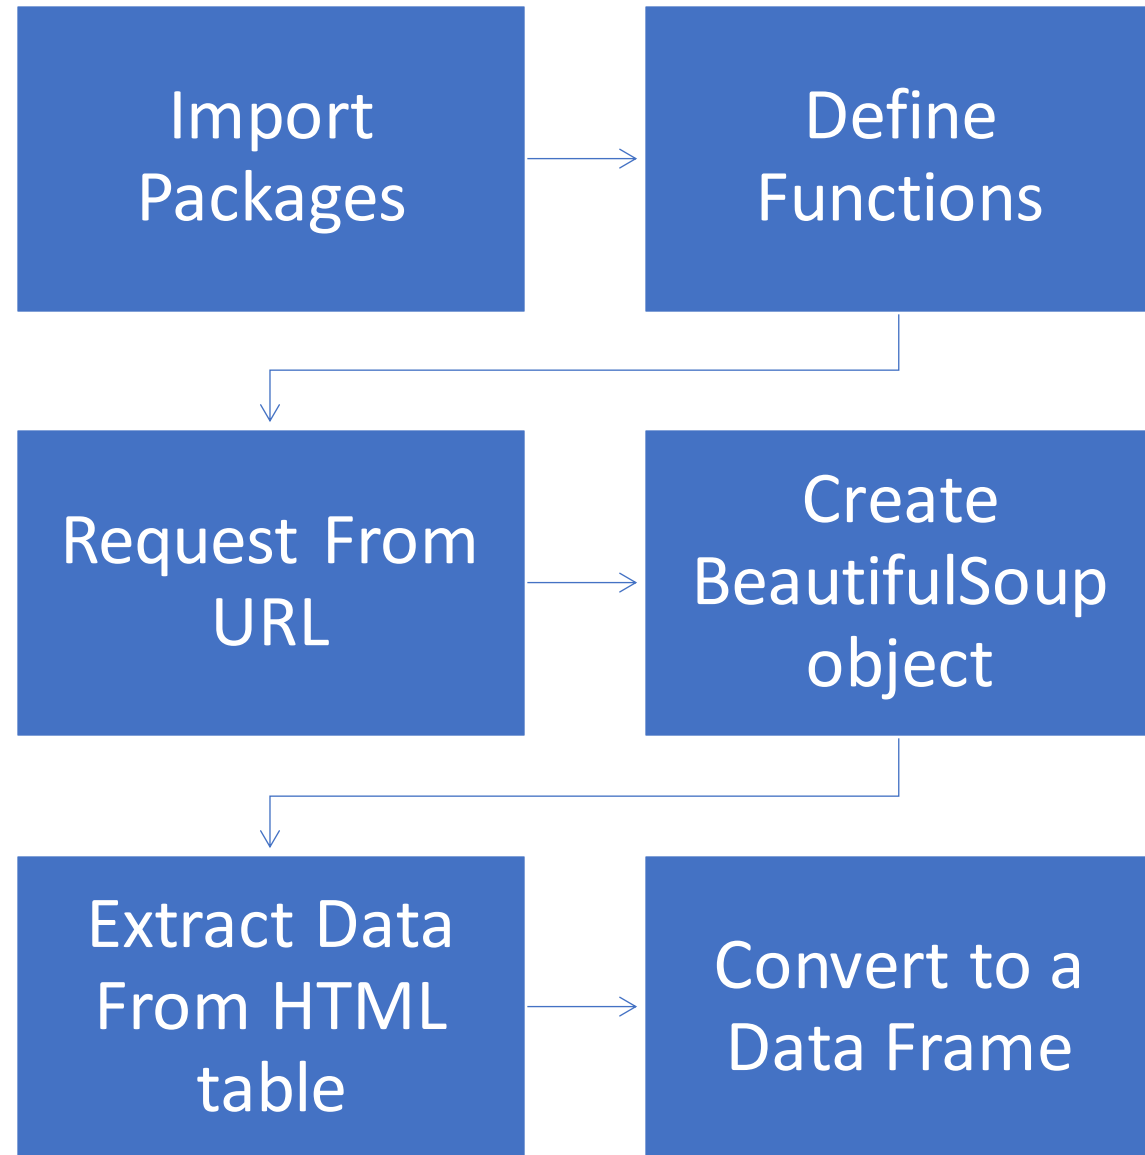 Import
Packages
Define
Functions
Request From
URL
Create
BeautifulSoup
object
Extract Data
From HTML
table
Convert to a
Data Frame